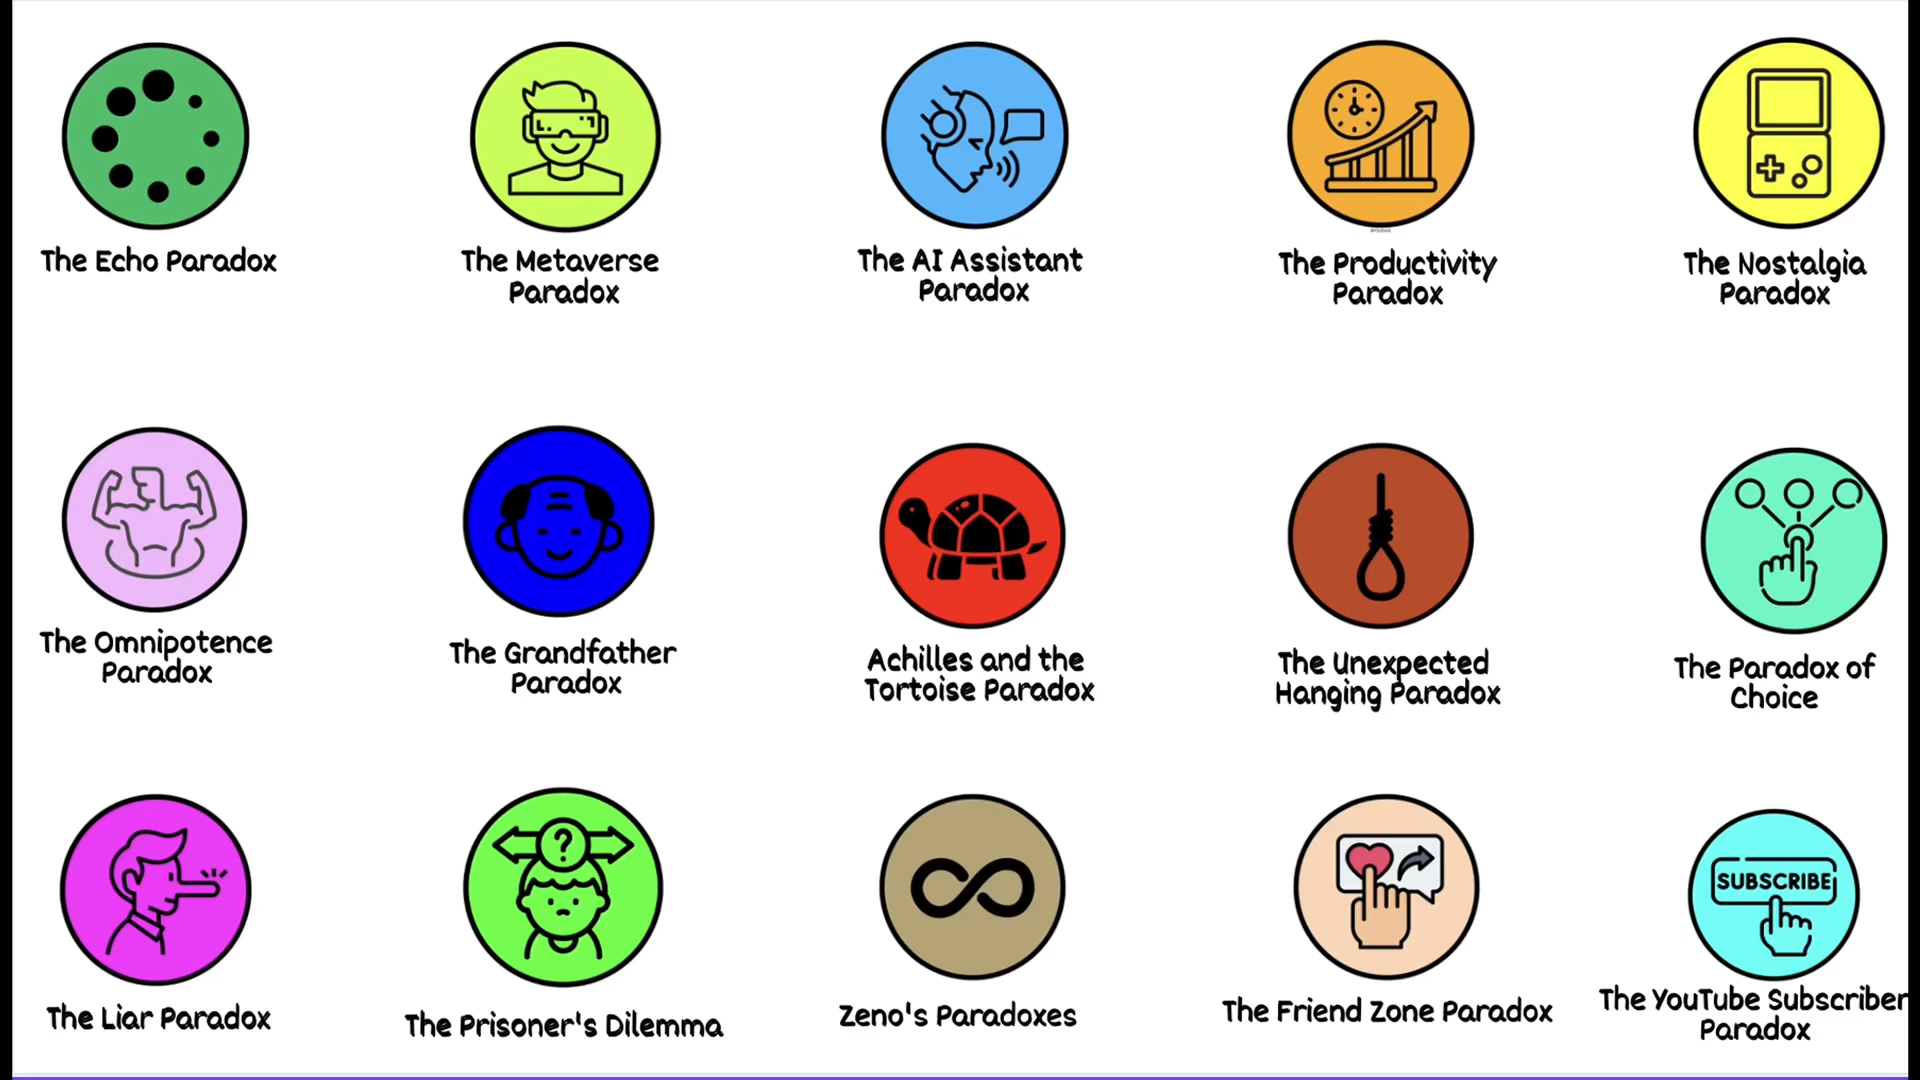 The Echo Paradox
The Metaverse
Paradox
The AI Assistant
Paradox
The Productivity
Paradox
The Nostalgia
Paradox
The Omnipotence
Paradox
The Grandfather
Paradox
Achilles and the
Tortoise Paradox
The Unexpected
Hanging Paradox
The Paradox of
Choice
?
SUBSCRIBE
The Liar Paradox
The Prisoner's Dilemma
Zeno's Paradoxes
The Friend Zone Paradox
The YouTube Subscriber
Paradox